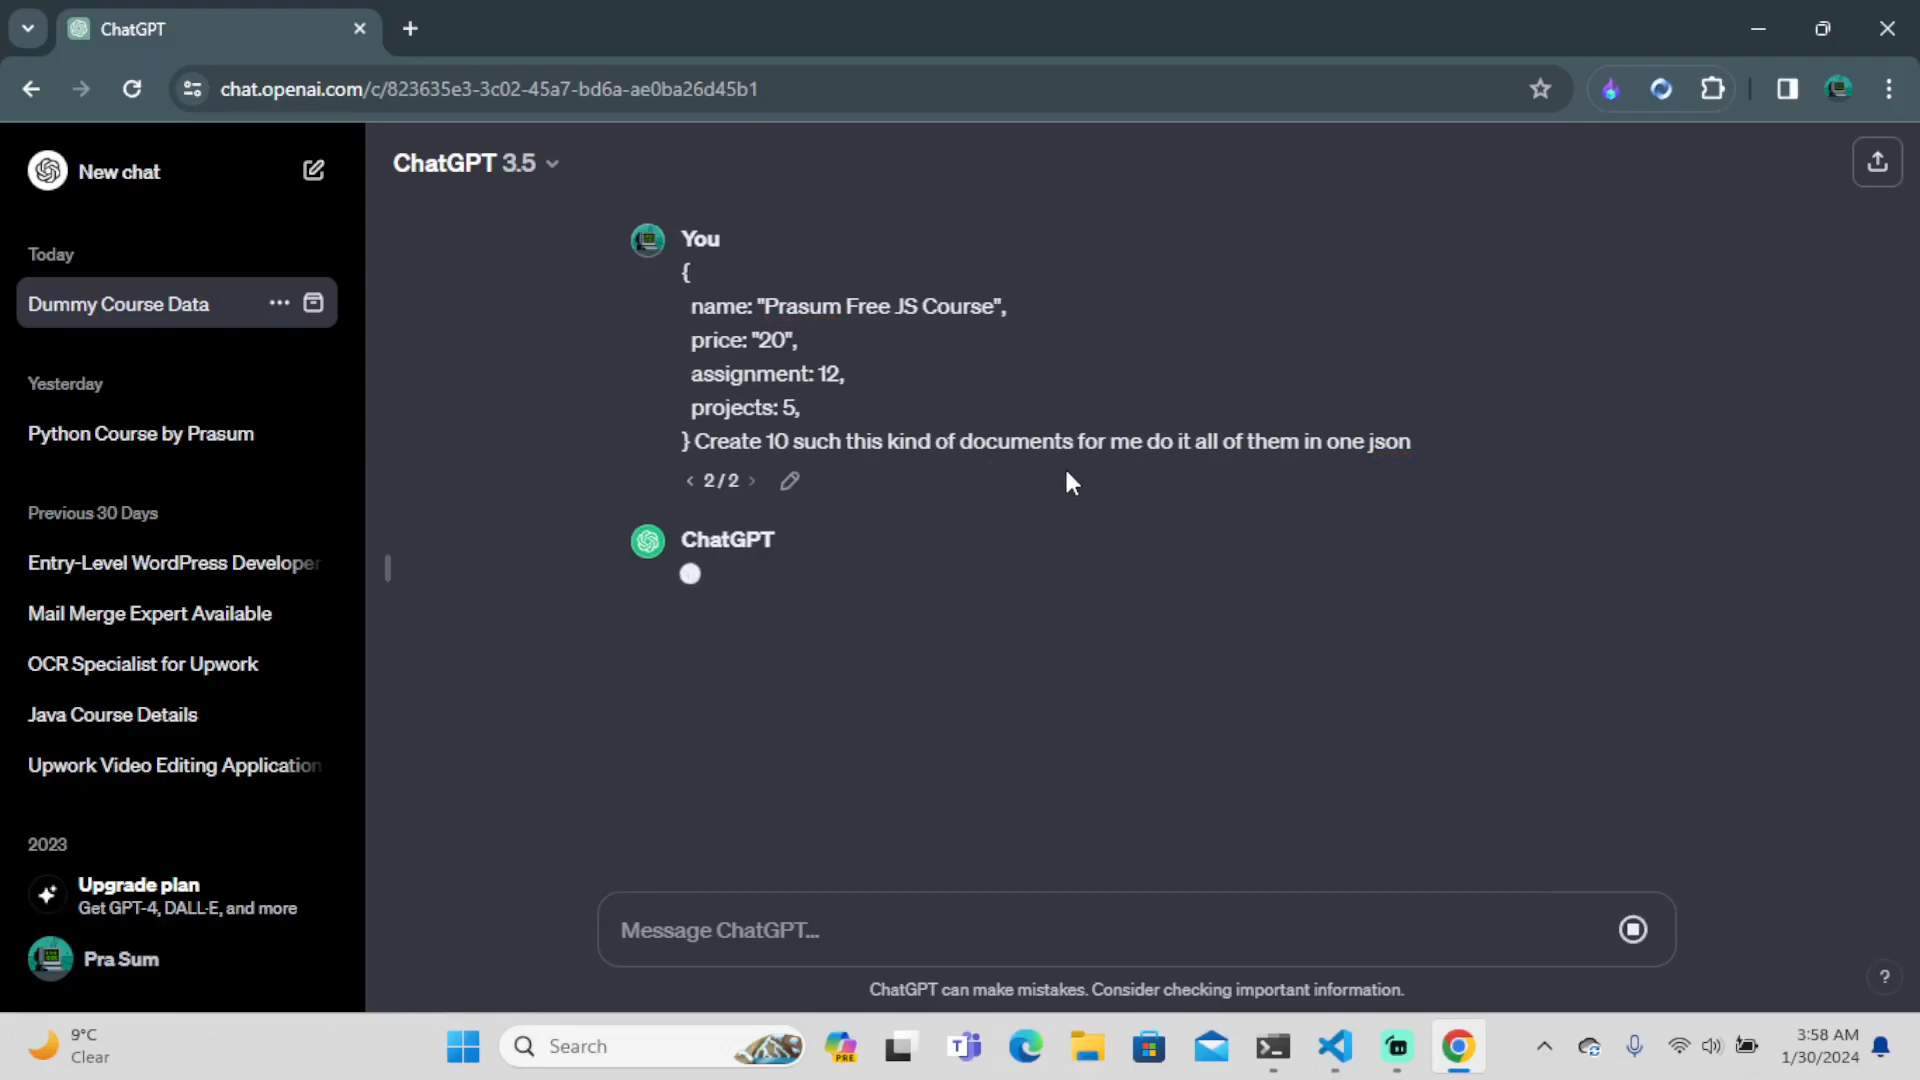 ChatGPT
chat.openai.com/c/823635e3-3c02-45a7-bd6a-ae0ba26d45b1
New chat
Today
Dummy Course Data
Yesterday
Python Course by Prasum
Previous 30 Days
Entry-Level WordPress Developer
Mail Merge Expert Available
OCR Specialist for Upwork
Java Course Details
Upwork Video Editing Application
2023
Upgrade plan
Get GPT-4, DALL·E, and more
Pra Sum
ChatGPT 3.5
You
{
name: "Prasum Free JS Course",
price: "20",
assignment: 12,
projects: 5,
} Create 10 such this kind of documents for me do it all of them in one json
< 2 / 2 >
ChatGPT
Message ChatGPT...
ChatGPT can make mistakes. Consider checking important information.
?
9°C
Clear
Search
PRE
T
3:58 AM
1/30/2024